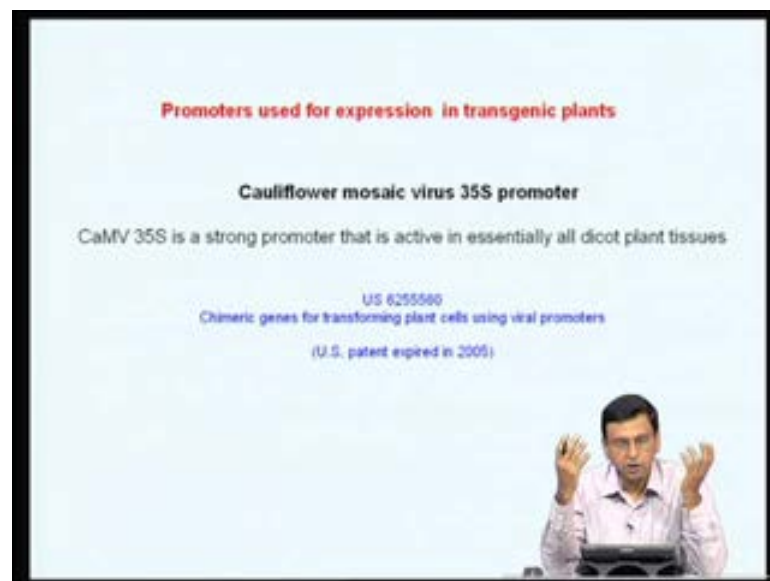 Promoters used for expression in transgenic plants
Cauliflower mosaic virus 35S promoter
CaMV 35S is a strong promoter that is active in essentially all dicot plant tissues
US 6255560
Chimeric genes for transforming plant cells using viral promoters
(U.S. patent expired in 2005)